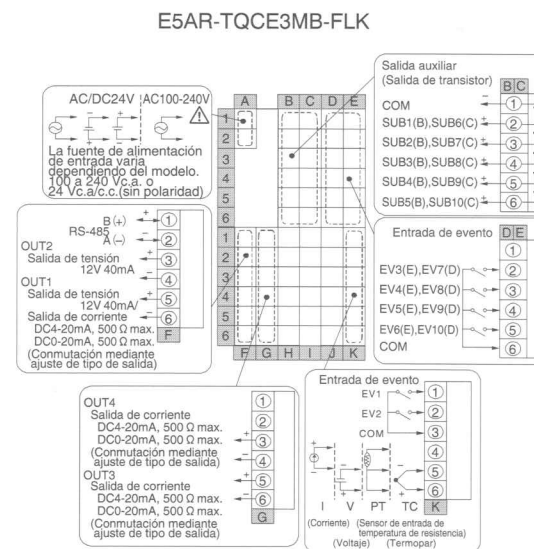 E5AR-TQCE3MB-FLK
AC/DC24V
AC100-240V
La fuente de alimentación
de entrada varia
dependiendo del modelo.
100 a 240 Vc.a. o
24 Vc.a/c.c.(sin polaridad)
A
B C D E
1
2
3
4
5
6
1
2
3
4
5
6
F G H I J K
Salida auxiliar
(Salida de transistor)
B C
COM
1
SUB1(B),SUB6(C)
2
SUB2(B),SUB7(C)
3
SUB3(B),SUB8(C)
4
SUB4(B),SUB9(C)
5
SUB5(B),SUB10(C)
6
Entrada de evento
D E
1
EV3(E),EV7(D)
2
EV4(E),EV8(D)
3
EV5(E),EV9(D)
4
EV6(E),EV10(D)
5
COM
6
B (+)
1
RS-485
A (−)
2
OUT2
Salida de tensión
12V 40mA
3
4
OUT1
Salida de tensión
12V 40mA/
5
Salida de corriente
6
DC4-20mA, 500 Ω max.
DC0-20mA, 500 Ω max.
F
(Conmutación mediante
ajuste de tipo de salida)
OUT4
1
Salida de corriente
2
DC4-20mA, 500 Ω max.
DC0-20mA, 500 Ω max.
3
(Conmutación mediante
ajuste de tipo de salida)
4
OUT3
5
Salida de corriente
DC4-20mA, 500 Ω max.
6
DC0-20mA, 500 Ω max.
G
(Conmutación mediante
ajuste de tipo de salida)
Entrada de evento
EV1
1
EV2
2
COM
3
4
5
6
K
I V PT TC
(Corriente)
(Voltaje)
(Sensor de entrada de
temperatura de resistencia)
(Termopar)